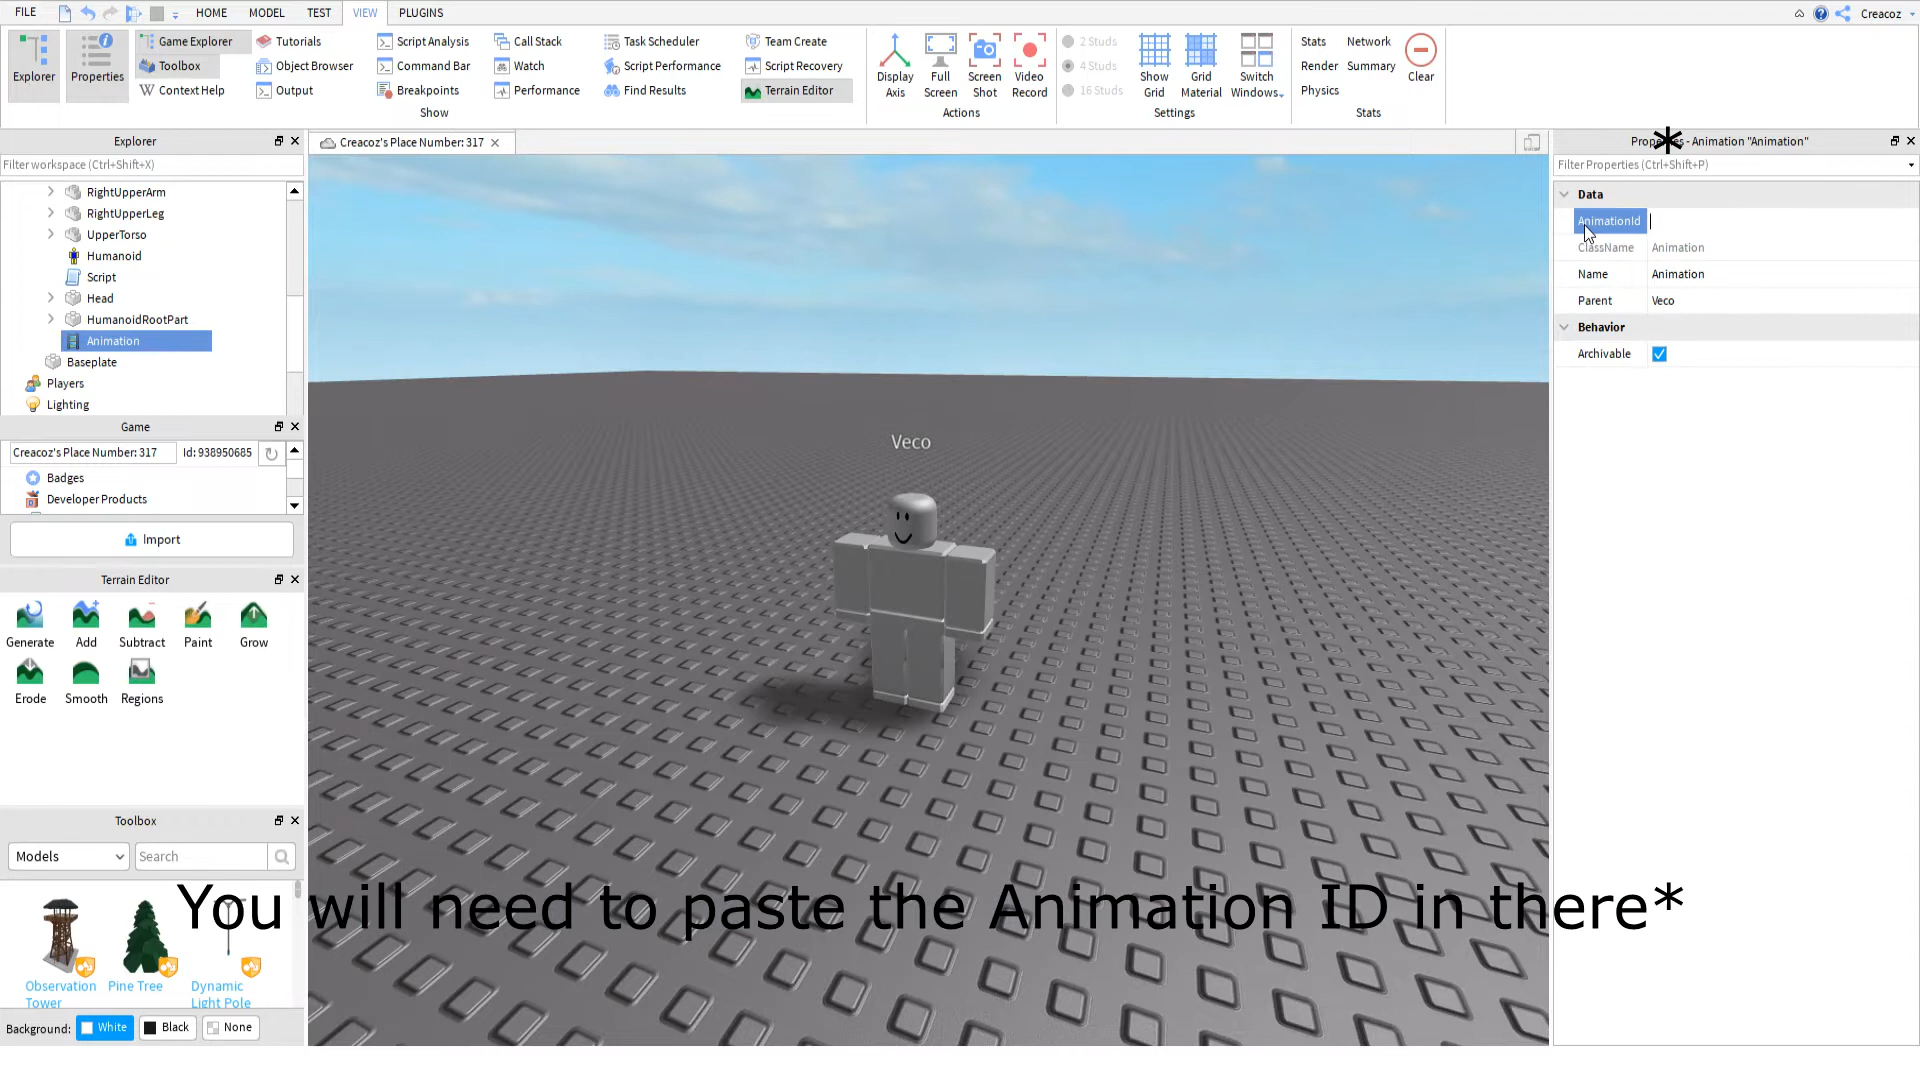 FILE HOME MODEL TEST VIEW PLUGINS Creacoz
Explorer
Properties
Game Explorer
Toolbox
Context Help
Tutorials
Object Browser
Output
Script Analysis
Command Bar
Breakpoints
Call Stack
Watch
Performance
Task Scheduler
Script Performance
Find Results
Team Create
Script Recovery
Terrain Editor
Show
Display
Axis
Full
Screen
Screen
Shot
Video
Record
Actions
2 Studs
4 Studs
16 Studs
Show
Grid
Grid
Material
Switch
Windows
Settings
Stats Network
Render Summary
Physics
Clear
Stats
Explorer
Filter workspace (Ctrl+Shift+X)
RightUpperArm
RightUpperLeg
UpperTorso
Humanoid
Script
Head
HumanoidRootPart
Animation
Baseplate
Players
Lighting
Game
Creacoz's Place Number: 317 Id: 938950685
Badges
Developer Products
Import
Terrain Editor
Generate Add Subtract Paint Grow
Erode Smooth Regions
Toolbox
Models Search
Observation
Tower
Pine Tree
Dynamic
Light Pole
Background: White Black None
Creacoz's Place Number: 317
Veco
You will need to paste the Animation ID in there*
*
Properties - Animation "Animation"
Filter Properties (Ctrl+Shift+P)
Data
AnimationId
ClassName Animation
Name Animation
Parent Veco
Behavior
Archivable